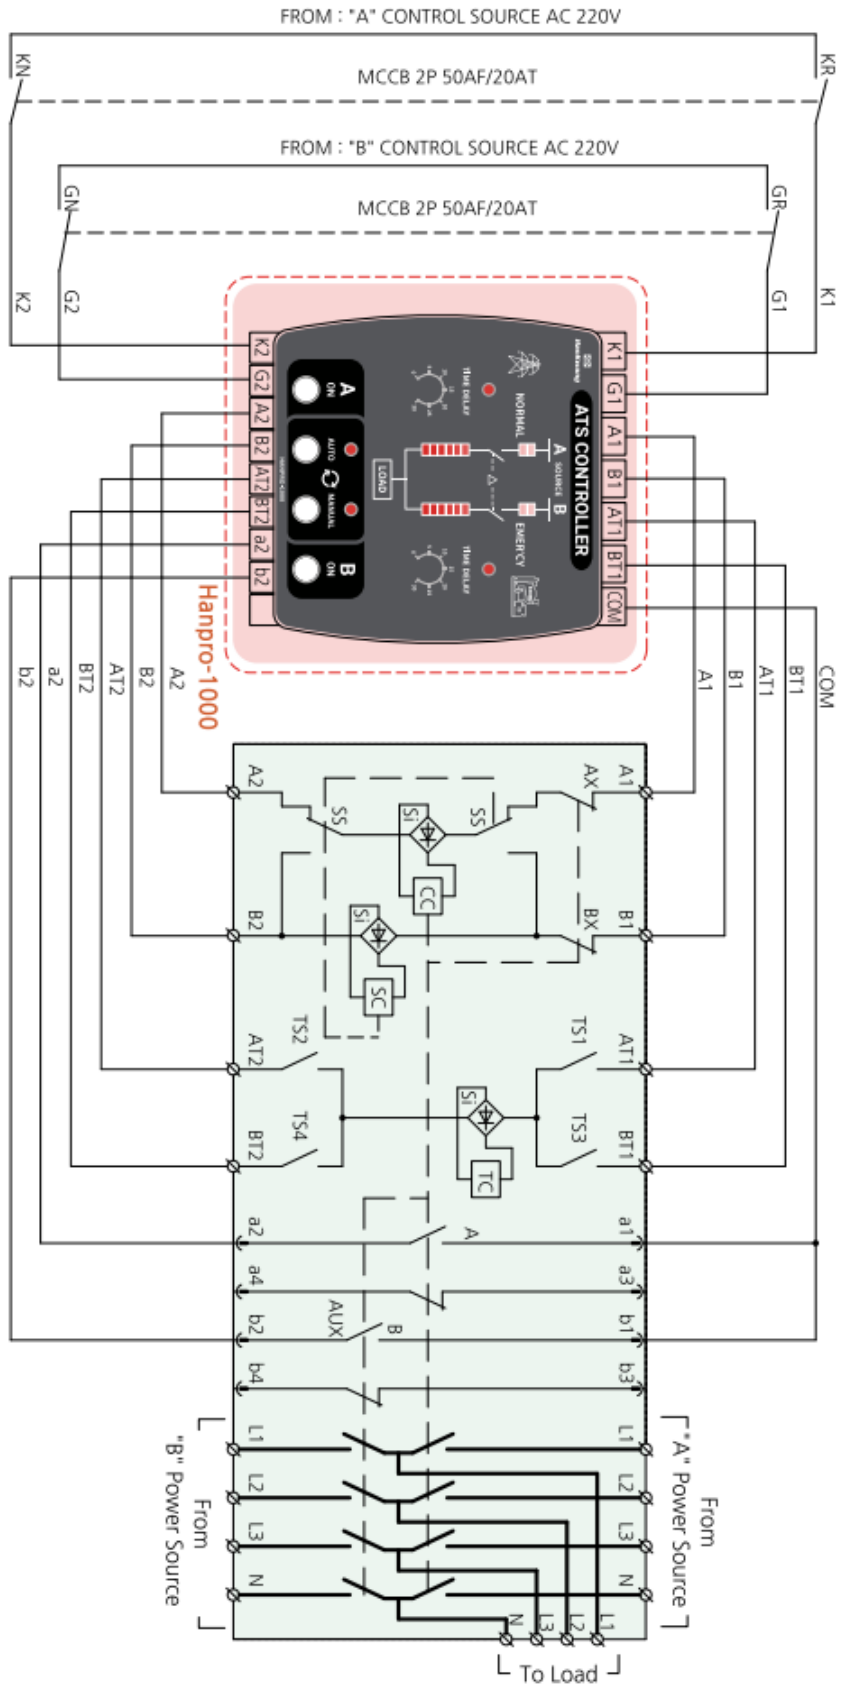 FROM : "A" CONTROL SOURCE AC 220V
KN
KR
MCCB 2P 50AF/20AT
FROM : "B" CONTROL SOURCE AC 220V
GN
GR
MCCB 2P 50AF/20AT
K2
G2
G1
K1
K2
G2
A2
B2
AT2
BT2
a2
b2
A
ON
AUTO
MANUAL
B
ON
TIME DELAY
NORMAL
A
SOURCE
B
EMER'CY
LOAD
TIME DELAY
ATS CONTROLLER
K1
G1
A1
B1
AT1
BT1
COM
Hanpro-1000
b2
a2
BT2
AT2
B2
A2
A1
B1
AT1
BT1
COM
A2
SS
Si
SS
AX
A1
CC
B2
Si
BX
B1
SC
AT2
TS2
TS1
AT1
Si
BT2
TS4
TS3
BT1
TC
a2
A
a1
a4
a3
b2
AUX
B
b1
b4
b3
L1
L1
L2
L2
L3
L3
N
N
From
"B" Power Source
From
"A" Power Source
N
L3
L2
L1
To Load